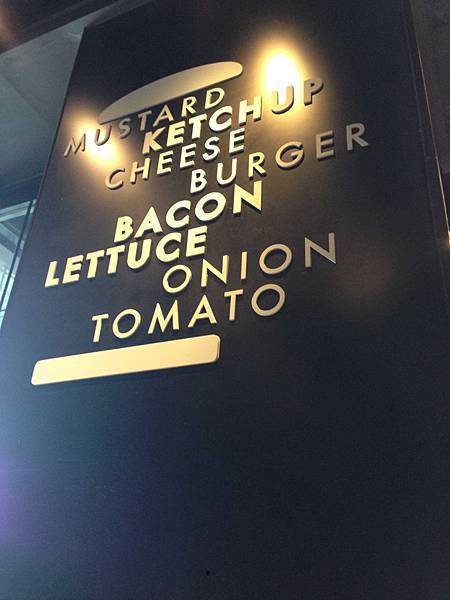 MUSTARD
KETCHUP
CHEESE
BURGER
BACON
LETTUCE
ONION
TOMATO